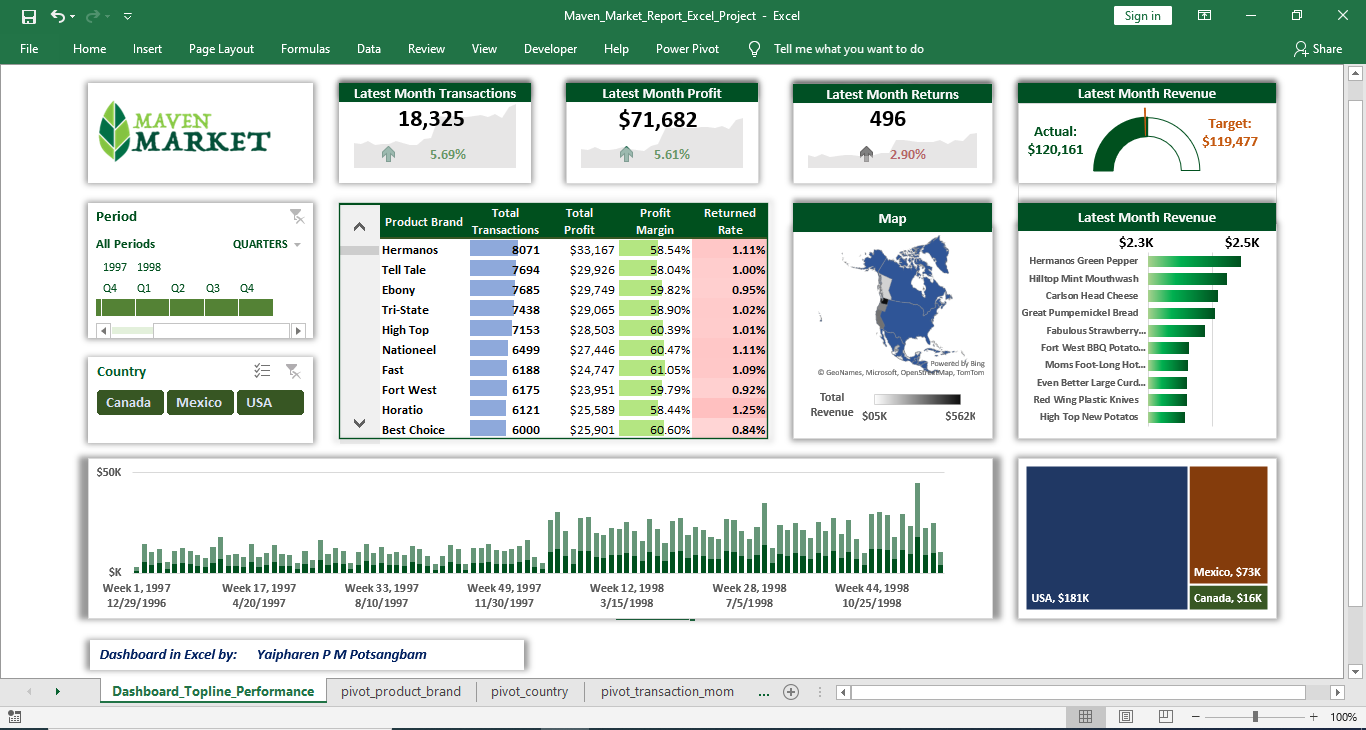 Maven_Market_Report_Excel_Project - Excel
Sign in
File Home Insert Page Layout Formulas Data Review View Developer Help Power Pivot Tell me what you want to do Share
MAVEN
MARKET
Latest Month Transactions
18,325
5.69%
Latest Month Profit
$71,682
5.61%
Latest Month Returns
496
2.90%
Latest Month Revenue
Actual:
$120,161
Target:
$119,477
Period
All Periods QUARTERS
1997 1998
Q4 Q1 Q2 Q3 Q4
Country
Canada Mexico USA
Product Brand Total Transactions Total Profit Profit Margin Returned Rate
Hermanos 8071 $33,167 58.54% 1.11%
Tell Tale 7694 $29,926 58.04% 1.00%
Ebony 7685 $29,749 59.82% 0.95%
Tri-State 7438 $29,065 58.90% 1.02%
High Top 7153 $28,503 60.39% 1.01%
Nationeel 6499 $27,446 60.47% 1.11%
Fast 6188 $24,747 61.05% 1.09%
Fort West 6175 $23,951 59.79% 0.92%
Horatio 6121 $25,589 58.44% 1.25%
Best Choice 6000 $25,901 60.60% 0.84%
Map
Powered by Bing
© GeoNames, Microsoft, OpenStreetMap, TomTom
Total
Revenue
$05K $562K
Latest Month Revenue
$2.3K $2.5K
Hermanos Green Pepper
Hilltop Mint Mouthwash
Carlson Head Cheese
Great Pumpernickel Bread
Fabulous Strawberry...
Fort West BBQ Potato...
Moms Foot-Long Hot...
Even Better Large Curd...
Red Wing Plastic Knives
High Top New Potatos
$50K
$K
Week 1, 1997 Week 17, 1997 Week 33, 1997 Week 49, 1997 Week 12, 1998 Week 28, 1998 Week 44, 1998
12/29/1996 4/20/1997 8/10/1997 11/30/1997 3/15/1998 7/5/1998 10/25/1998
USA, $181K
Mexico, $73K
Canada, $16K
Dashboard in Excel by: Yaipharen P M Potsangbam
Dashboard_Topline_Performance pivot_product_brand pivot_country pivot_transaction_mom ...
100%